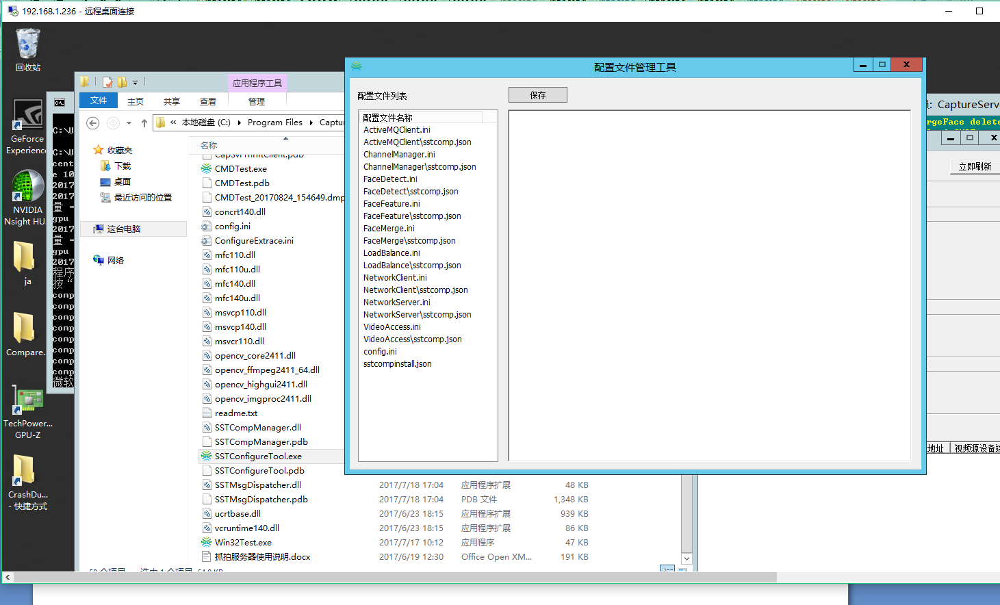 192.168.1.236 - 远程桌面连接
回收站
GeForce
Experience
NVIDIA
Nsight HU
ja
Compare.
TechPower...
GPU-Z
CrashDu...
- 快捷方式
C:\U
C:\U
cent
e 10
2017
2017
量 =
gpu
2017
量 =
gpu
2017
程序
按“
comp
comp
comp
comp
comp
comp
comp
comp
微软
应用程序工具
文件
主页
共享
查看
管理
« 本地磁盘 (C:) Program Files Captu
收藏夹
下载
桌面
最近访问的位置
这台电脑
网络
名称
CapSvrInitClient.pdb
CMDTest.exe
CMDTest.pdb
CMDTest_20170824_154649.dmp
concrt140.dll
config.ini
ConfigureExtrace.ini
mfc110.dll
mfc110u.dll
mfc140.dll
mfc140u.dll
msvcp110.dll
msvcp140.dll
msvcr110.dll
opencv_core2411.dll
opencv_ffmpeg2411_64.dll
opencv_highgui2411.dll
opencv_imgproc2411.dll
readme.txt
SSTCompManager.dll
SSTCompManager.pdb
SSTConfigureTool.exe
SSTConfigureTool.pdb
SSTMsgDispatcher.dll 2017/7/18 17:04 应用程序扩展 48 KB
SSTMsgDispatcher.pdb 2017/7/18 17:04 PDB 文件 1,348 KB
ucrtbase.dll 2017/6/23 18:15 应用程序扩展 939 KB
vcruntime140.dll 2017/6/23 18:15 应用程序扩展 86 KB
Win32Test.exe 2017/7/17 10:12 应用程序 47 KB
抓拍服务器使用说明.docx 2017/6/19 12:30 Office Open XM... 191 KB
58 个项目 选中 1 个项目 64.0 KB
配置文件管理工具
配置文件列表
保存
配置文件名称
ActiveMQClient.ini
ActiveMQClient\sstcomp.json
ChannelManager.ini
ChannelManager\sstcomp.json
FaceDetect.ini
FaceDetect\sstcomp.json
FaceFeature.ini
FaceFeature\sstcomp.json
FaceMerge.ini
FaceMerge\sstcomp.json
LoadBalance.ini
LoadBalance\sstcomp.json
NetworkClient.ini
NetworkClient\sstcomp.json
NetworkServer.ini
NetworkServer\sstcomp.json
VideoAccess.ini
VideoAccess\sstcomp.json
config.ini
sstcompinstall.json
: CaptureServ
rgeFace delete
立即刷新
地址 视频源设备端